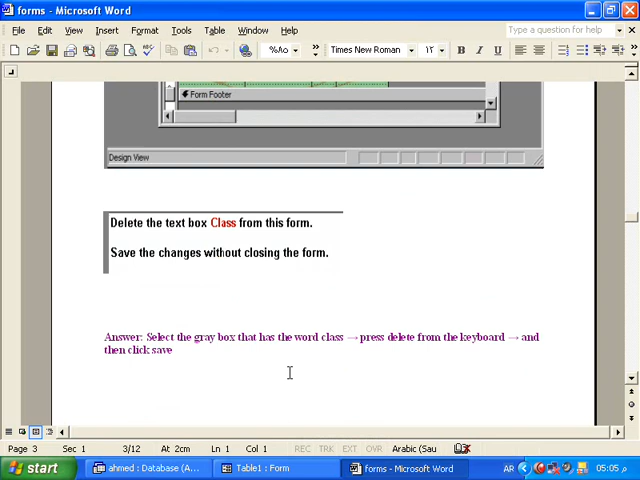 forms - Microsoft Word
File Edit View Insert Format Tools Table Window Help
Type a question for help
%٨٥ Times New Roman ١٢ B I U
Form Footer
Design View
Delete the text box Class from this form.
Save the changes without closing the form.
Answer: Select the gray box that has the word class → press delete from the keyboard → and
then click save
Page 3 Sec 1 3/12 At 2cm Ln 1 Col 1 REC TRK EXT OVR Arabic (Sau
start ahmed : Database (A... Table1 : Form forms - Microsoft Word AR 05:05 م